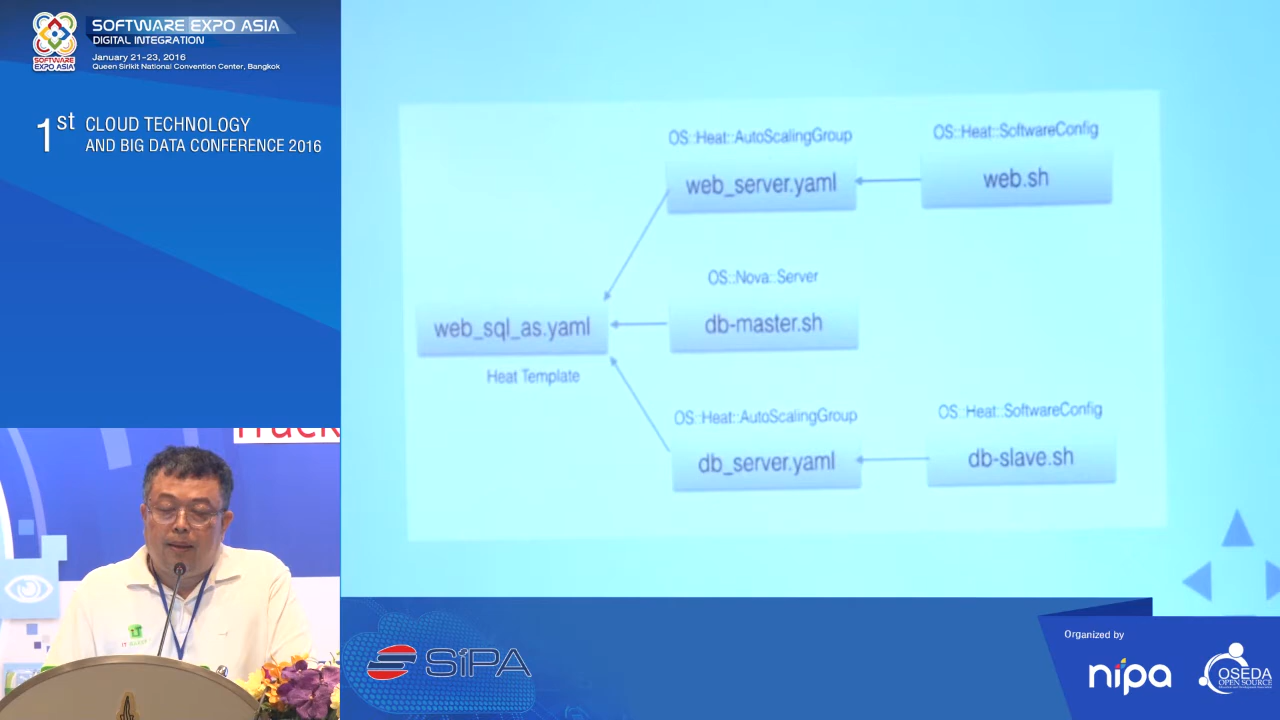 SOFTWARE EXPO ASIA
DIGITAL INTEGRATION
January 21-23, 2016
Queen Sirikit National Convention Center, Bangkok
SOFTWARE
EXPO ASIA
1st CLOUD TECHNOLOGY
AND BIG DATA CONFERENCE 2016
OS::Heat::AutoScalingGroup
web_server.yaml
OS::Heat::SoftwareConfig
web.sh
OS::Nova::Server
db-master.sh
web_sql_as.yaml
Heat Template
OS::Heat::AutoScalingGroup
db_server.yaml
OS::Heat::SoftwareConfig
db-slave.sh
SiPA
Organized by
nipa
OSEDA
OPEN SOURCE